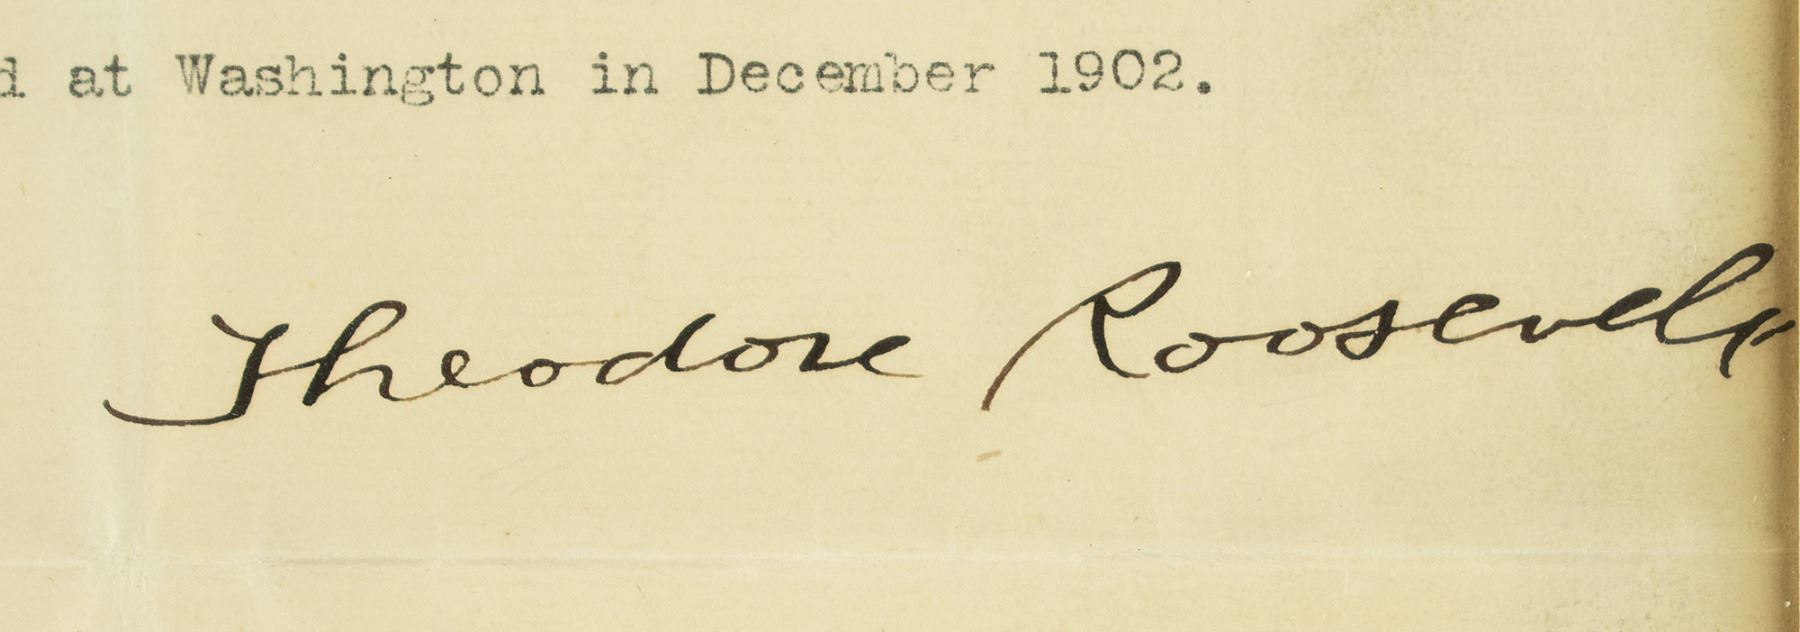 d at Washington in December 1902.
Theodore Roosevelt